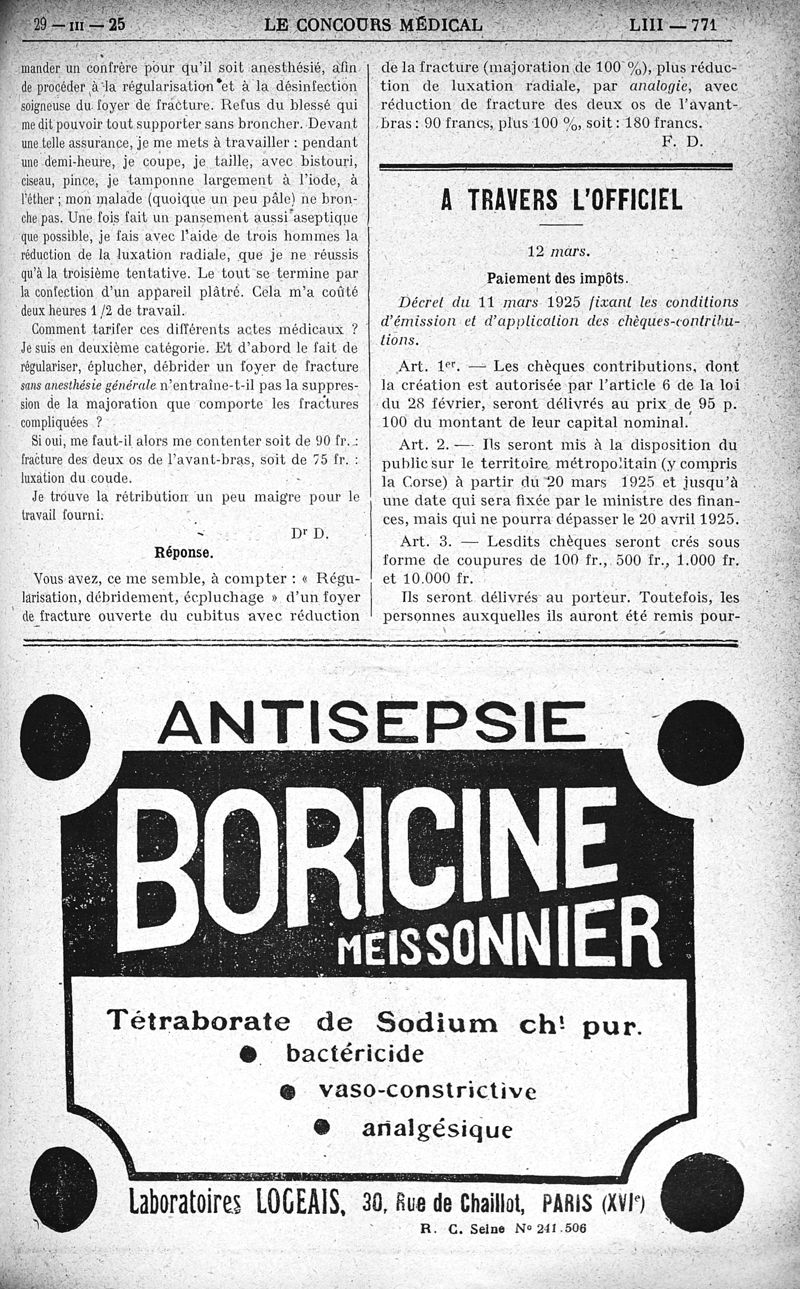 29 — III — 25 LE CONCOURS MÉDICAL LIII — 771
mander un confrère pour qu'il soit anesthésié, afin
de procéder à la régularisation et à la désinfection
soigneuse du foyer de fracture. Refus du blessé qui
me dit pouvoir tout supporter sans broncher. Devant
une telle assurance, je me mets à travailler : pendant
une demi-heure, je coupe, je taille, avec bistouri,
ciseau, pince, je tamponne largement à l'iode, à
l'éther ; mon malade (quoique un peu pâle) ne bron-
che pas. Une fois fait un pansement aussi aseptique
que possible, je fais avec l'aide de trois hommes la
réduction de la luxation radiale, que je ne réussis
qu'à la troisième tentative. Le tout se termine par
la confection d'un appareil plâtré. Cela m'a coûté
deux heures 1/2 de travail.
Comment tarifer ces différents actes médicaux ?
Je suis en deuxième catégorie. Et d'abord le fait de
régulariser, éplucher, débrider un foyer de fracture
sans anesthésie générale n'entraîne-t-il pas la suppres-
sion de la majoration que comporte les fractures
compliquées ?
Si oui, me faut-il alors me contenter soit de 90 fr. :
fracture des deux os de l'avant-bras, soit de 75 fr. :
luxation du coude.
Je trouve la rétribution un peu maigre pour le
travail fourni.
Dr D.
Réponse.
Vous avez, ce me semble, à compter : « Régu-
larisation, débridement, écpluchage » d'un foyer
de fracture ouverte du cubitus avec réduction
de la fracture (majoration de 100 %), plus réduc-
tion de luxation radiale, par analogie, avec
réduction de fracture des deux os de l'avant-
bras : 90 francs, plus 100 %, soit : 180 francs.
F. D.
A TRAVERS L'OFFICIEL
12 mars.
Paiement des impôts.
Décret du 11 mars 1925 fixant les conditions
d'émission et d'application des chèques-contribu-
tions.
Art. 1er. — Les chèques contributions, dont
la création est autorisée par l'article 6 de la loi
du 28 février, seront délivrés au prix de 95 p.
100 du montant de leur capital nominal.
Art. 2. — Ils seront mis à la disposition du
public sur le territoire métropolitain (y compris
la Corse) à partir du 20 mars 1925 et jusqu'à
une date qui sera fixée par le ministre des finan-
ces, mais qui ne pourra dépasser le 20 avril 1925.
Art. 3. — Lesdits chèques seront crés sous
forme de coupures de 100 fr., 500 fr., 1.000 fr.
et 10.000 fr.
Ils seront délivrés au porteur. Toutefois, les
personnes auxquelles ils auront été remis pour-
ANTISEPSIE
BORICINE
MEISSONNIER
Tétraborate de Sodium cht pur.
● bactéricide
● vaso-constrictive
● analgésique
Laboratoires LOGEAIS, 30, Rue de Chaillot, PARIS (XVIe)
R. C. Seine No 241.506